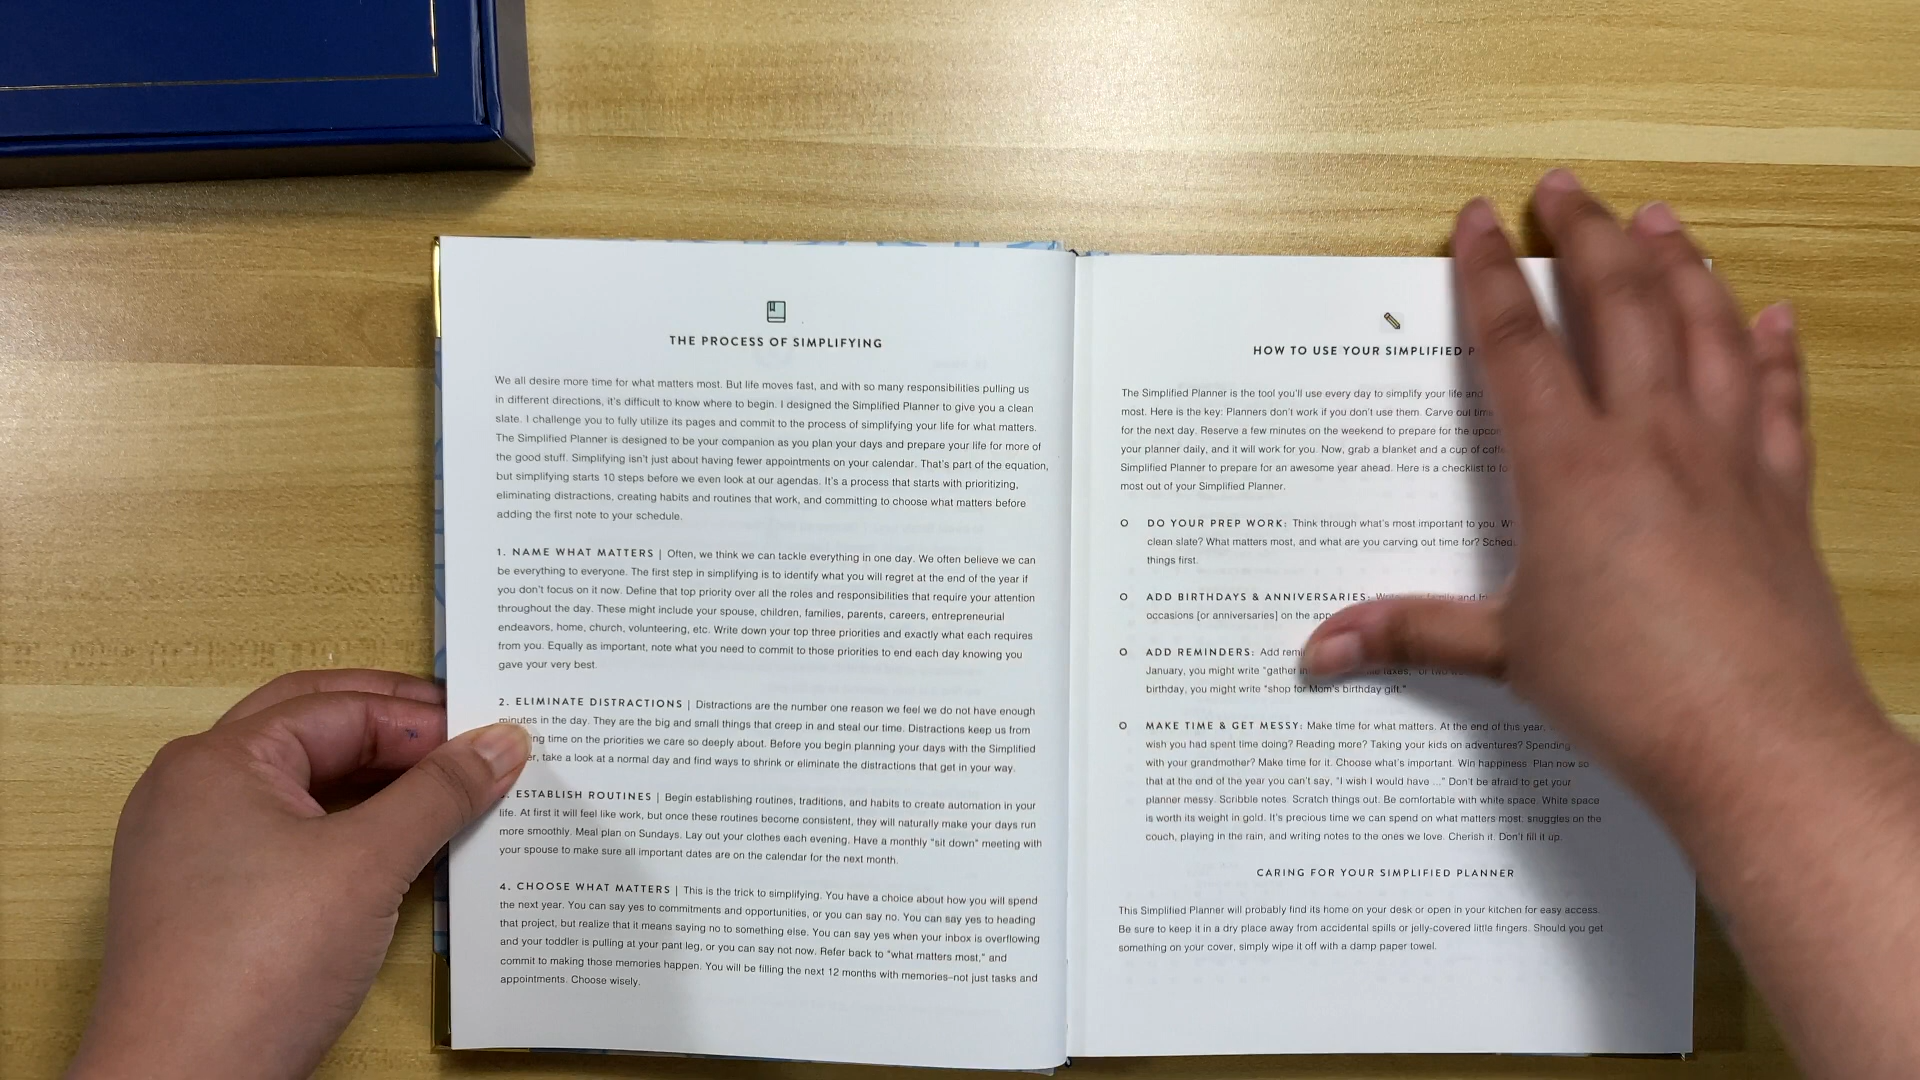 THE PROCESS OF SIMPLIFYING
We all desire more time for what matters most. But life moves fast, and with so many responsibilities pulling us
in different directions, it's difficult to know where to begin. I designed the Simplified Planner to give you a clean
slate. I challenge you to fully utilize its pages and commit to the process of simplifying your life for what matters.
The Simplified Planner is designed to be your companion as you plan your days and prepare your life for more of
the good stuff. Simplifying isn't just about having fewer appointments on your calendar. That's part of the equation,
but simplifying starts 10 steps before we even look at our agendas. It's a process that starts with prioritizing,
eliminating distractions, creating habits and routines that work, and committing to choose what matters before
adding the first note to your schedule.
1. NAME WHAT MATTERS | Often, we think we can tackle everything in one day. We often believe we can
be everything to everyone. The first step in simplifying is to identify what you will regret at the end of the year if
you don't focus on it now. Define that top priority over all the roles and responsibilities that require your attention
throughout the day. These might include your spouse, children, families, parents, careers, entrepreneurial
endeavors, home, church, volunteering, etc. Write down your top three priorities and exactly what each requires
from you. Equally as important, note what you need to commit to those priorities to end each day knowing you
gave your very best.
2. ELIMINATE DISTRACTIONS | Distractions are the number one reason we feel we do not have enough
minutes in the day. They are the big and small things that creep in and steal our time. Distractions keep us from
time on the priorities we care so deeply about. Before you begin planning your days with the Simplified
take a look at a normal day and find ways to shrink or eliminate the distractions that get in your way.
ESTABLISH ROUTINES | Begin establishing routines, traditions, and habits to create automation in your
life. At first it will feel like work, but once these routines become consistent, they will naturally make your days run
more smoothly. Meal plan on Sundays. Lay out your clothes each evening. Have a monthly "sit down" meeting with
your spouse to make sure all important dates are on the calendar for the next month.
4. CHOOSE WHAT MATTERS | This is the trick to simplifying. You have a choice about how you will spend
the next year. You can say yes to commitments and opportunities, or you can say no. You can say yes to heading
that project, but realize that it means saying no to something else. You can say yes when your inbox is overflowing
and your toddler is pulling at your pant leg, or you can say not now. Refer back to "what matters most," and
commit to making those memories happen. You will be filling the next 12 months with memories–not just tasks and
appointments. Choose wisely.
HOW TO USE YOUR SIMPLIFIED
The Simplified Planner is the tool you'll use every day to simplify your life and
most. Here is the key: Planners don't work if you don't use them. Carve out time
for the next day. Reserve a few minutes on the weekend to prepare for the
your planner daily, and it will work for you. Now, grab a blanket and a cup of
Simplified Planner to prepare for an awesome year ahead. Here is a checklist to
most out of your Simplified Planner.
DO YOUR PREP WORK: Think through what's most important to you.
clean slate? What matters most, and what are you carving out time for?
things first.
ADD BIRTHDAYS & ANNIVERSARIES:
occasions [or anniversaries] on the
ADD REMINDERS: Add
January, you might write "gather
birthday, you might write "shop for Mom's birthday gift."
MAKE TIME & GET MESSY: Make time for what matters. At the end of this year,
wish you had spent time doing? Reading more? Taking your kids on adventures? Spending
with your grandmother? Make time for it. Choose what's important. Win happiness. Plan now so
that at the end of the year you can't say, "I wish I would have ..." Don't be afraid to get your
planner messy. Scribble notes. Scratch things out. Be comfortable with white space. White space
is worth its weight in gold. It's precious time we can spend on what matters most: snuggles on the
couch, playing in the rain, and writing notes to the ones we love. Cherish it. Don't fill it up.
CARING FOR YOUR SIMPLIFIED PLANNER
This Simplified Planner will probably find its home on your desk or open in your kitchen for easy access.
Be sure to keep it in a dry place away from accidental spills or jelly-covered little fingers. Should you get
something on your cover, simply wipe it off with a damp paper towel.